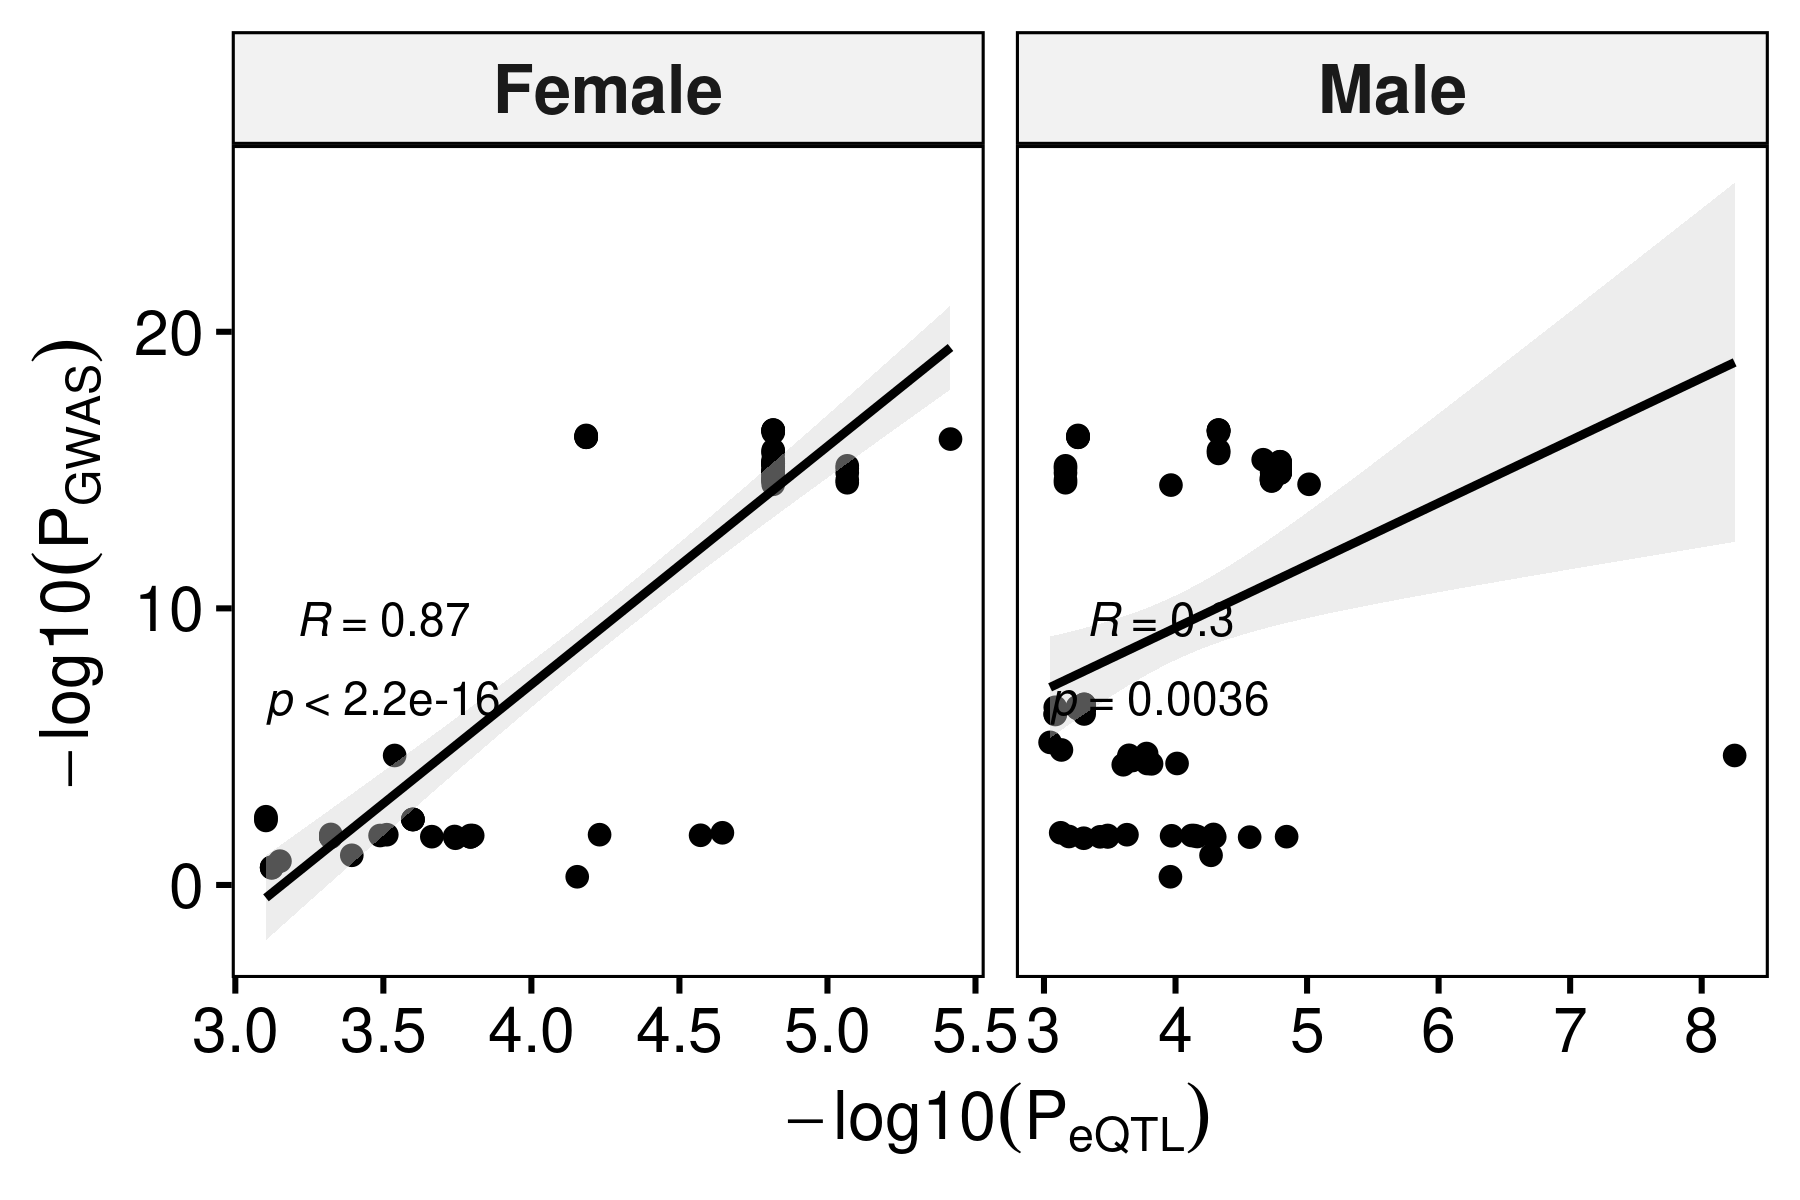 Female
Male
−log10(PGWAS)
20
10
0
R = 0.87
p < 2.2e-16
R = 0.3
p = 0.0036
3.0 3.5 4.0 4.5 5.0 5.5
3 4 5 6 7 8
−log10(PeQTL)